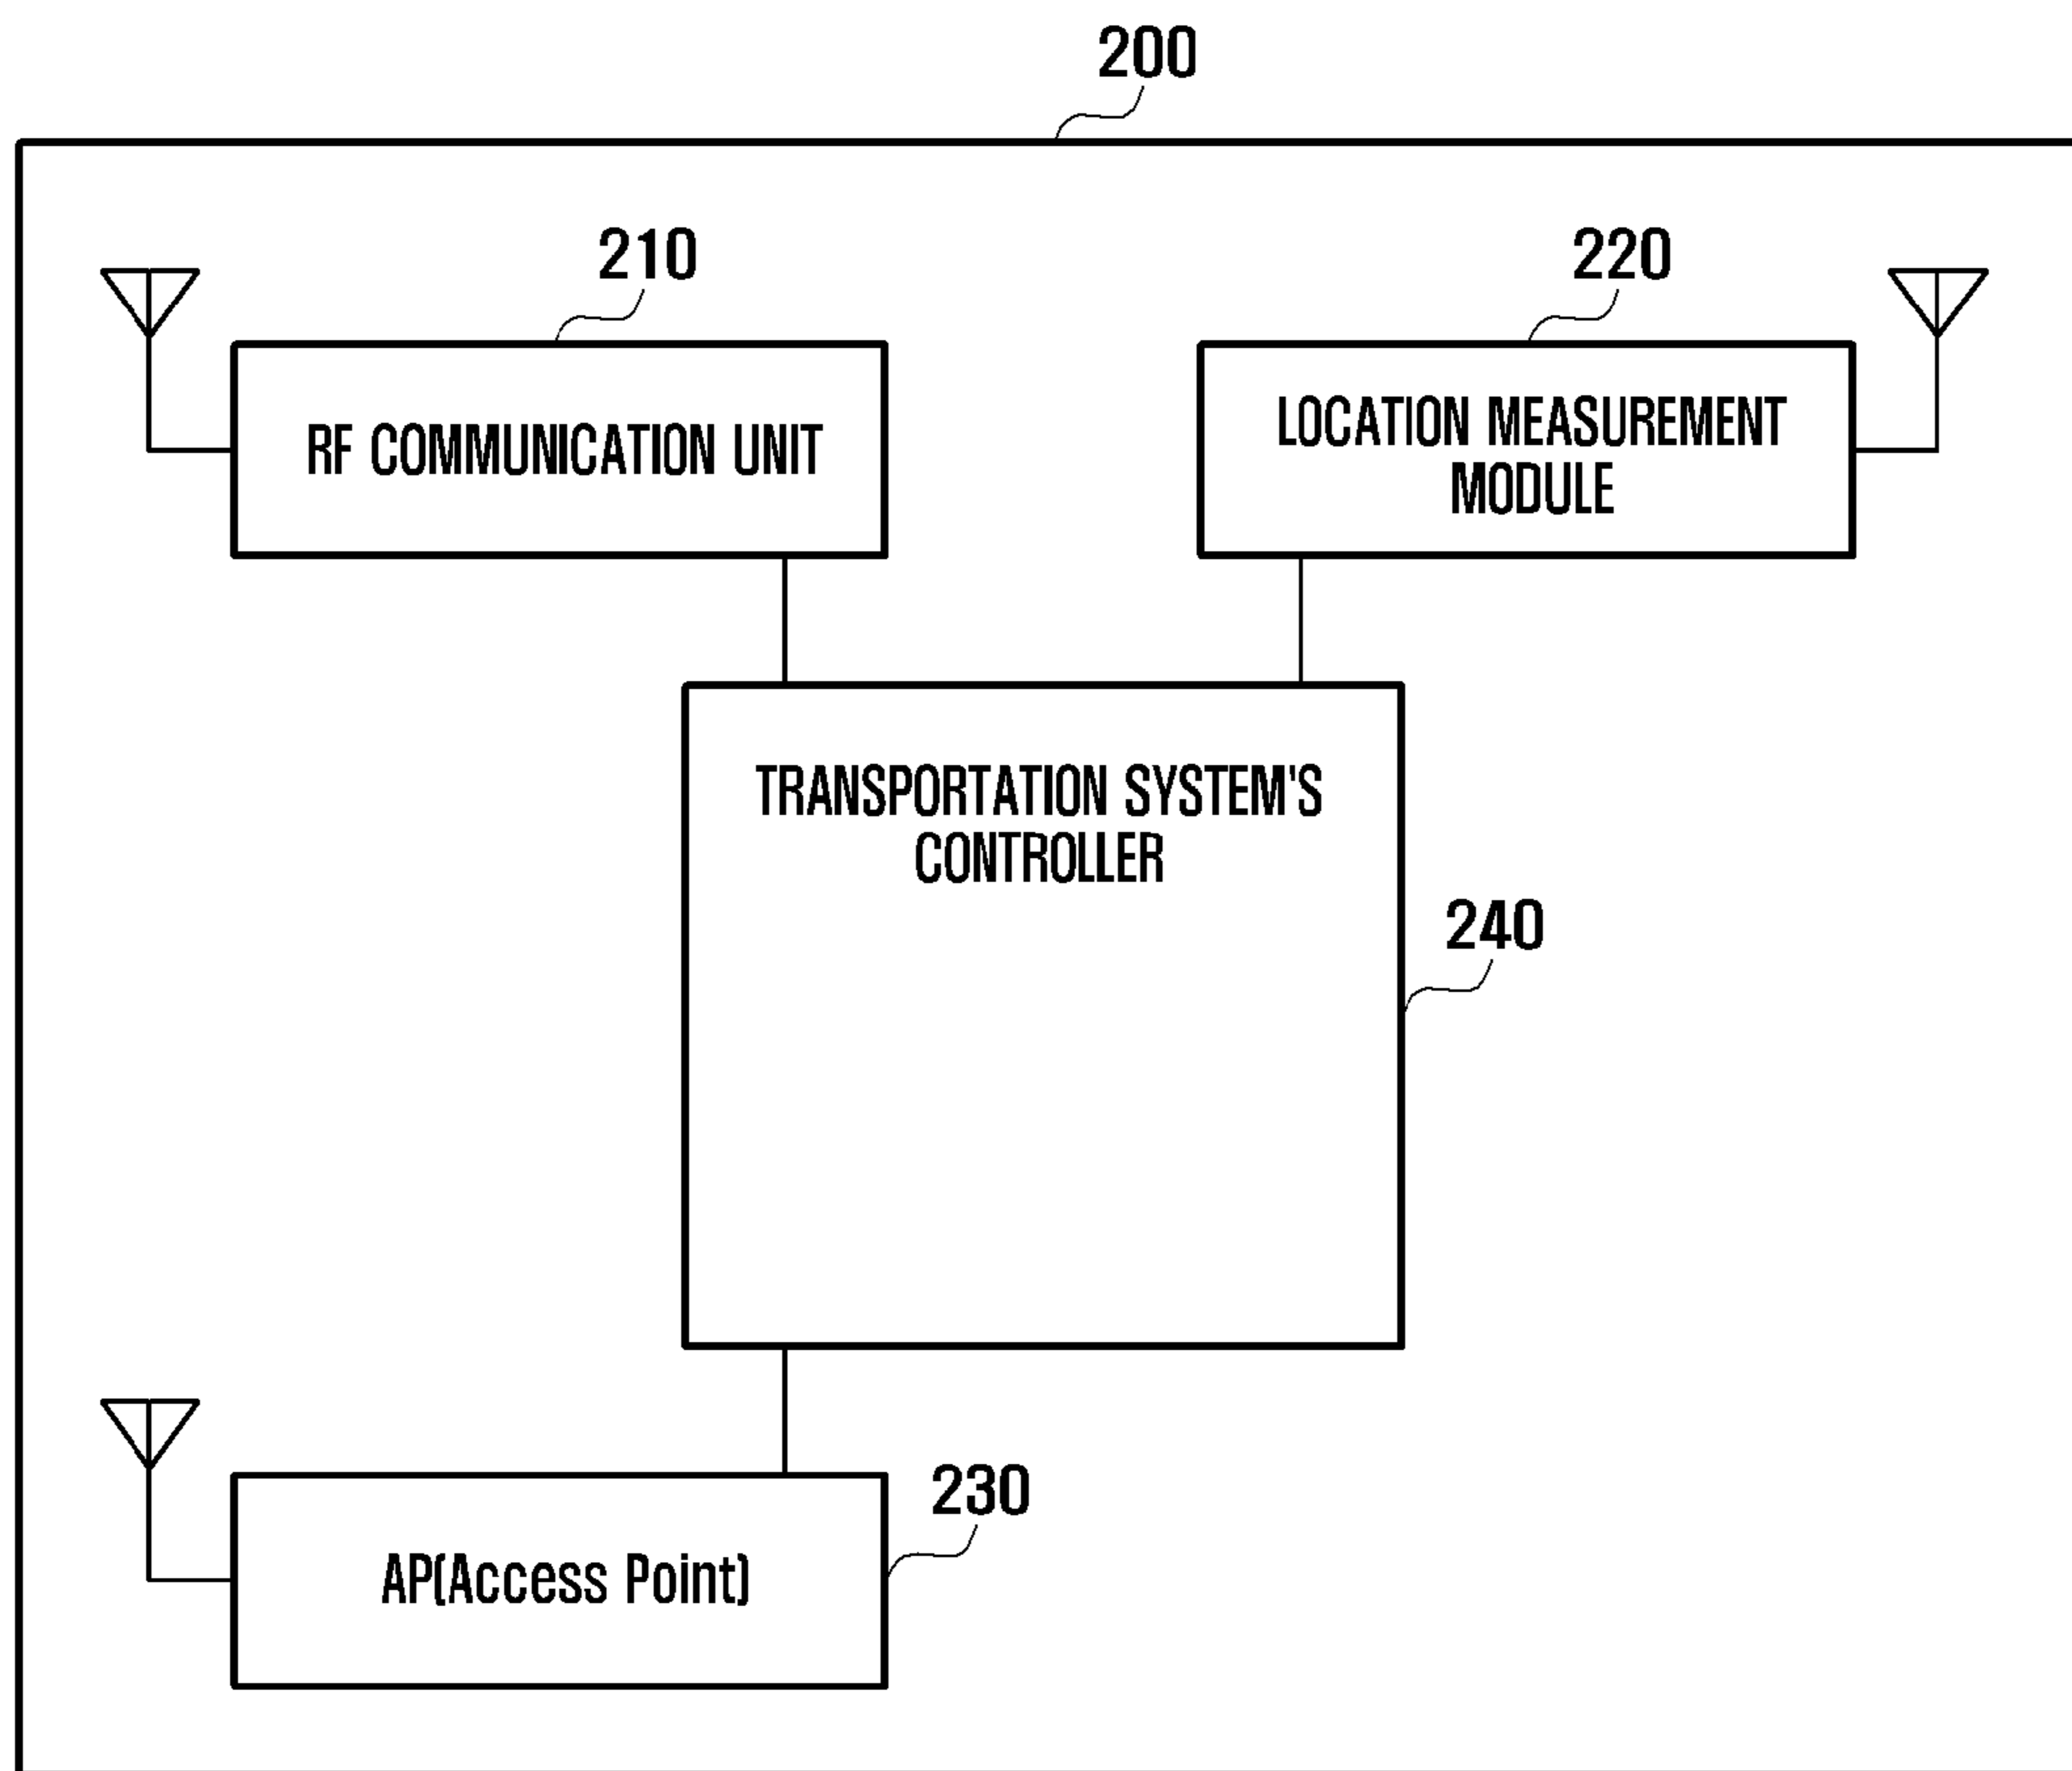 200
210
220
RF COMMUNICATION UNIT
LOCATION MEASUREMENT
MODULE
TRANSPORTATION SYSTEM'S
CONTROLLER
240
230
AP(Access Point)